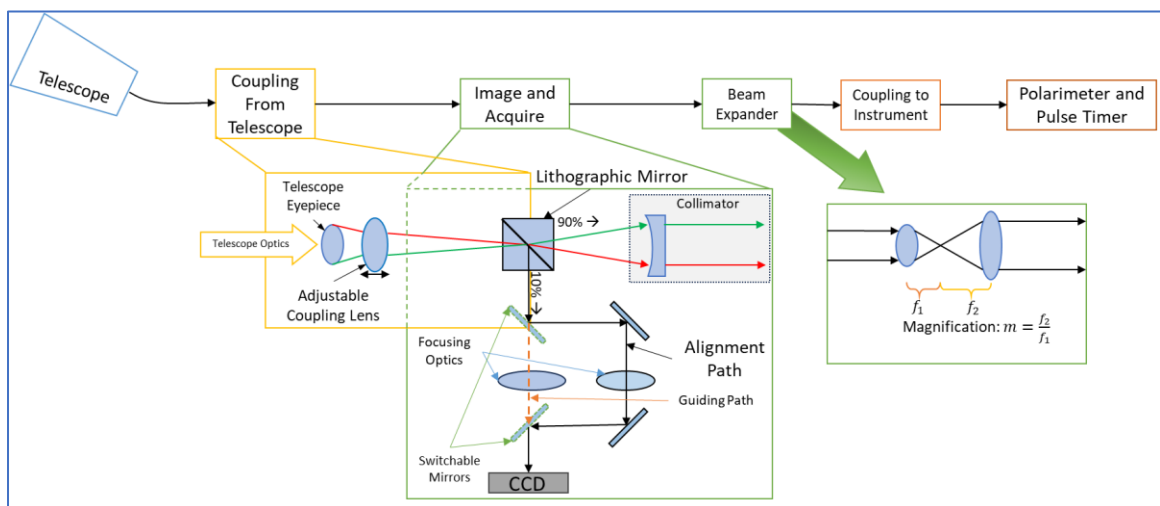 Telescope
Coupling
From
Telescope
Image and
Acquire
Beam
Expander
Coupling to
Instrument
Polarimeter and
Pulse Timer
Lithographic Mirror
Telescope
Eyepiece
90% →
Collimator
Telescope Optics
10% →
Adjustable
Coupling Lens
f₁
f₂
Magnification: m = f₂/f₁
Focusing
Optics
Alignment
Path
Guiding Path
Switchable
Mirrors
CCD